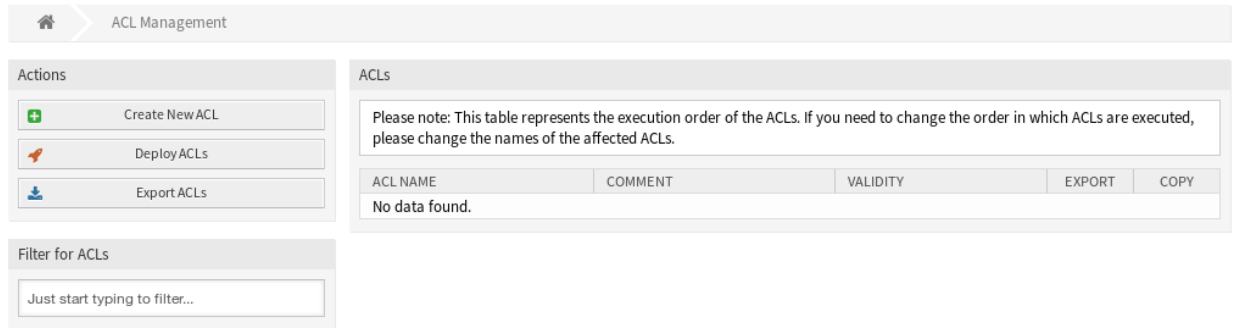 ACL Management
Actions
Create New ACL
Deploy ACLs
Export ACLs
Filter for ACLs
Just start typing to filter...
ACLs
Please note: This table represents the execution order of the ACLs. If you need to change the order in which ACLs are executed,
please change the names of the affected ACLs.
ACL NAME COMMENT VALIDITY EXPORT COPY
No data found.